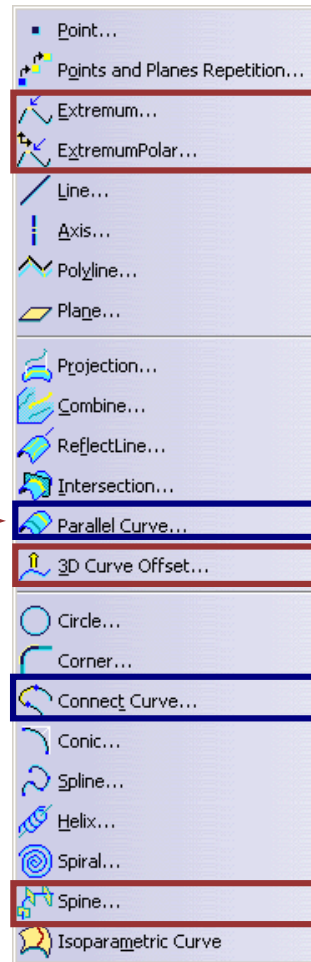 Point...
Points and Planes Repetition...
Extremum...
ExtremumPolar...
Line...
Axis...
Polyline...
Plane...
Projection...
Combine...
ReflectLine...
Intersection...
Parallel Curve...
3D Curve Offset...
Circle...
Corner...
Connect Curve...
Conic...
Spline...
Helix...
Spiral...
Spine...
Isoparametric Curve